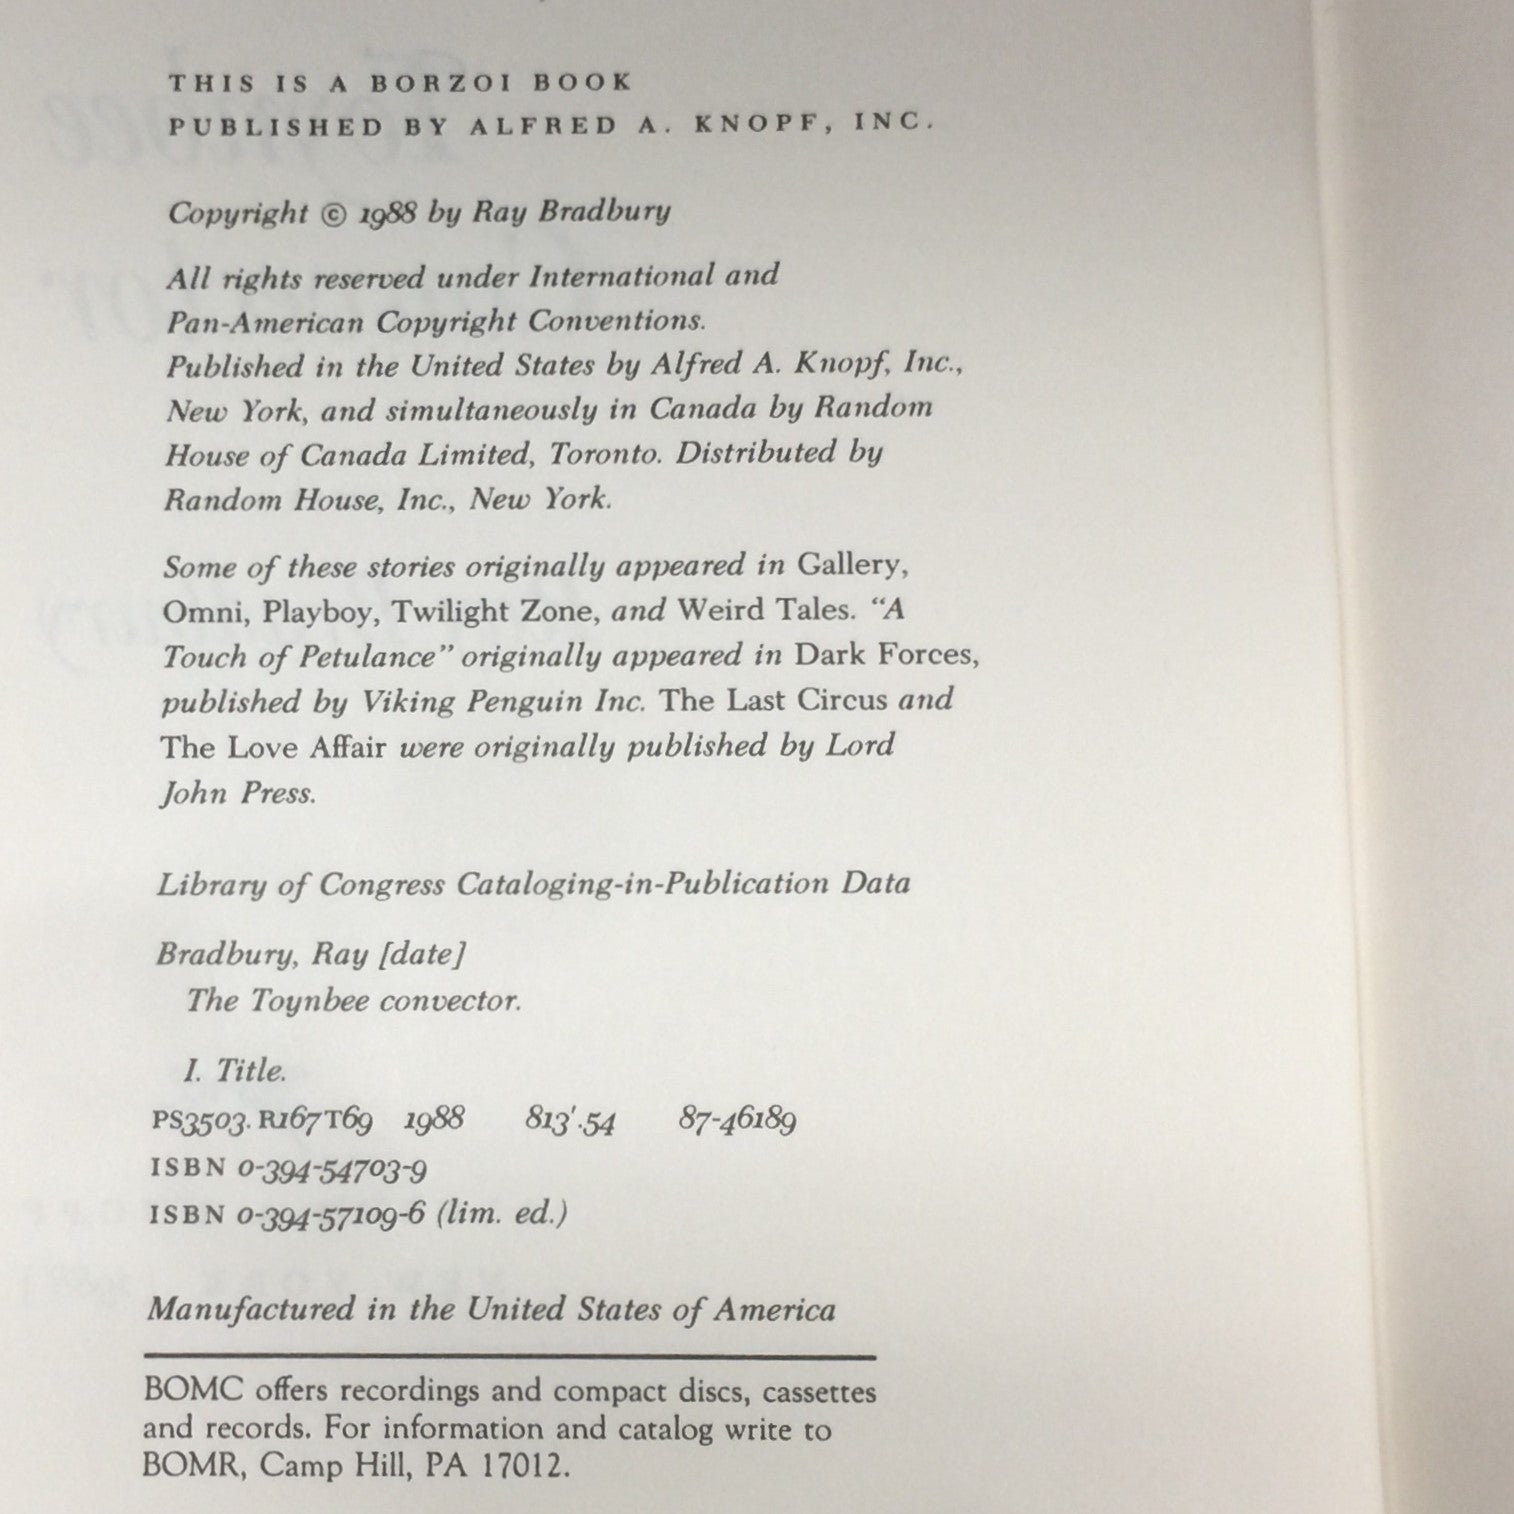 THIS IS A BORZOI BOOK
PUBLISHED BY ALFRED A. KNOPF, INC.
Copyright © 1988 by Ray Bradbury
All rights reserved under International and
Pan-American Copyright Conventions.
Published in the United States by Alfred A. Knopf, Inc.,
New York, and simultaneously in Canada by Random
House of Canada Limited, Toronto. Distributed by
Random House, Inc., New York.
Some of these stories originally appeared in Gallery,
Omni, Playboy, Twilight Zone, and Weird Tales. “A
Touch of Petulance” originally appeared in Dark Forces,
published by Viking Penguin Inc. The Last Circus and
The Love Affair were originally published by Lord
John Press.
Library of Congress Cataloging-in-Publication Data
Bradbury, Ray [date]
The Toynbee convector.
I. Title.
PS3503.R167T69 1988 813'.54 87-46189
ISBN 0-394-54703-9
ISBN 0-394-57109-6 (lim. ed.)
Manufactured in the United States of America
BOMC offers recordings and compact discs, cassettes
and records. For information and catalog write to
BOMR, Camp Hill, PA 17012.